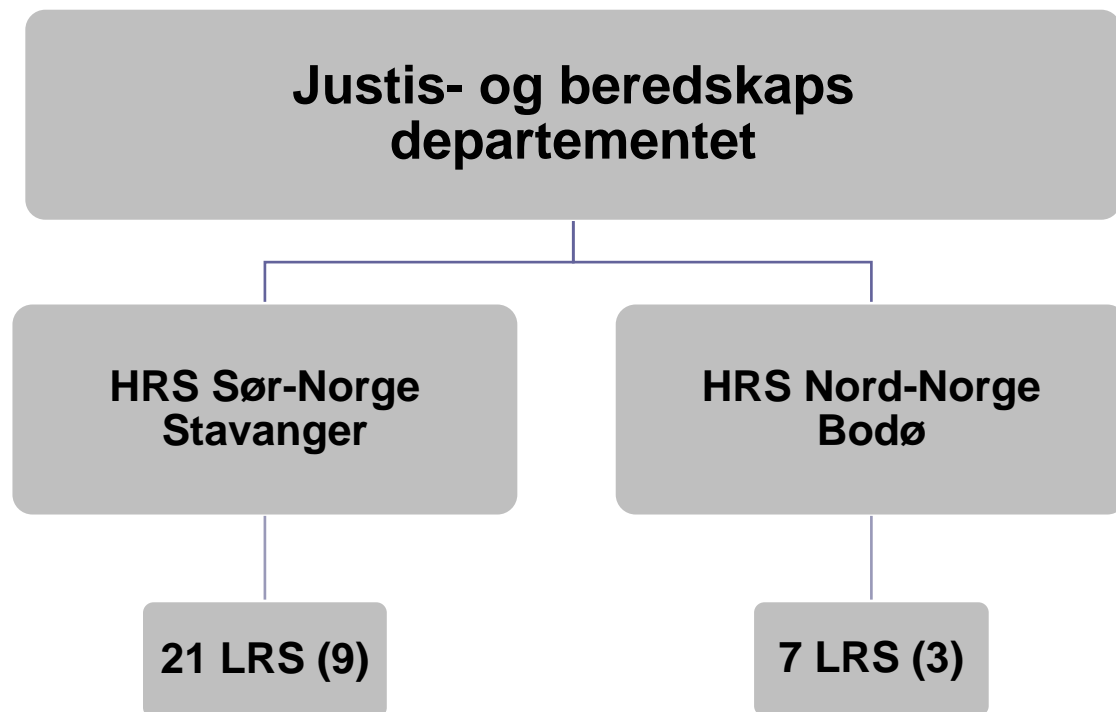 Justis- og beredskaps
departementet
HRS Sør-Norge
Stavanger
HRS Nord-Norge
Bodø
21 LRS (9)
7 LRS (3)